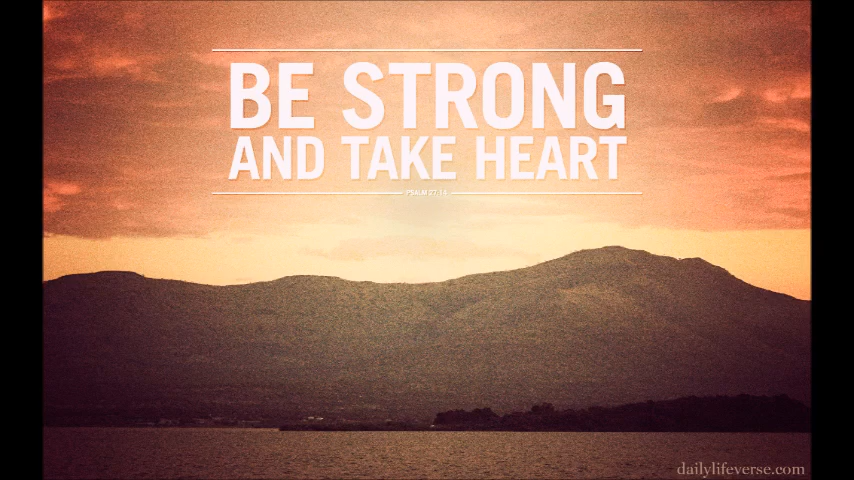 BE STRONG
AND TAKE HEART
PSALM 27:14
dailylifeverse.com